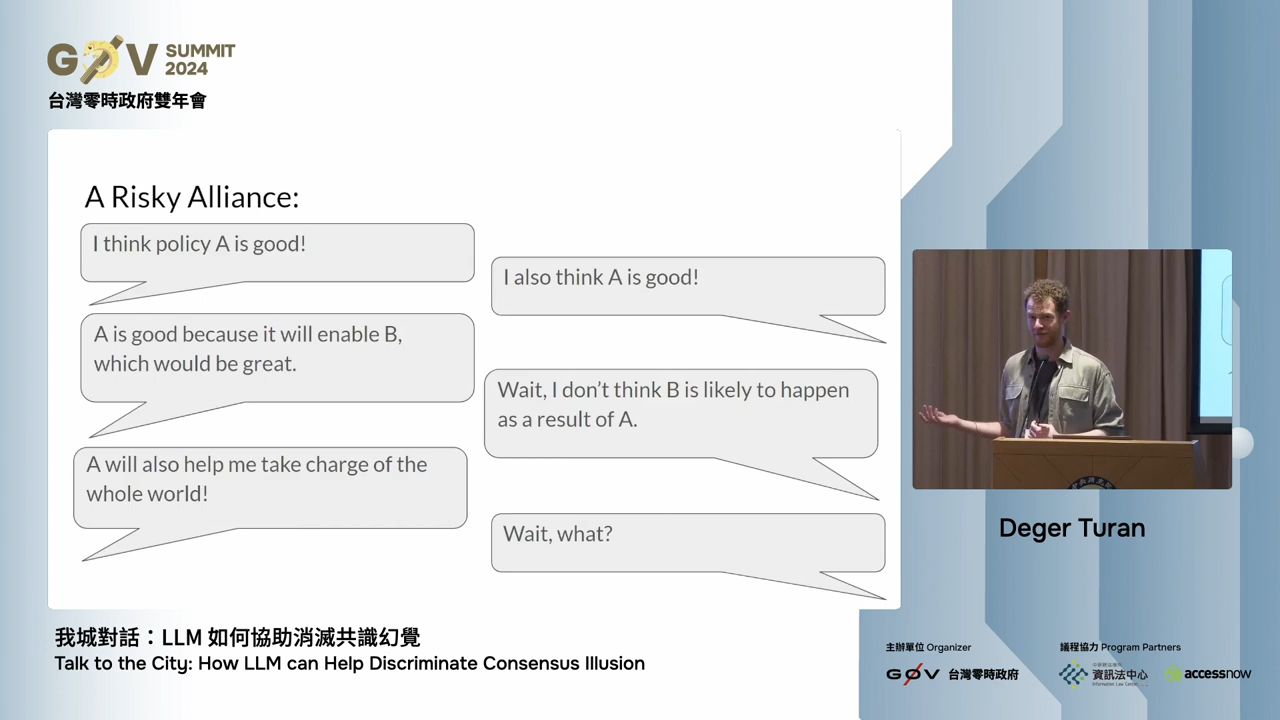 G0V SUMMIT
2024
台灣零時政府雙年會
A Risky Alliance:
I think policy A is good!
I also think A is good!
A is good because it will enable B,
which would be great.
Wait, I don’t think B is likely to happen
as a result of A.
A will also help me take charge of the
whole world!
Wait, what?
Deger Turan
我城對話：LLM 如何協助消滅共識幻覺
Talk to the City: How LLM can Help Discriminate Consensus Illusion
主辦單位 Organizer
G0V 台灣零時政府
議程協力 Program Partners
資訊法中心
Information Law Center
accessnow